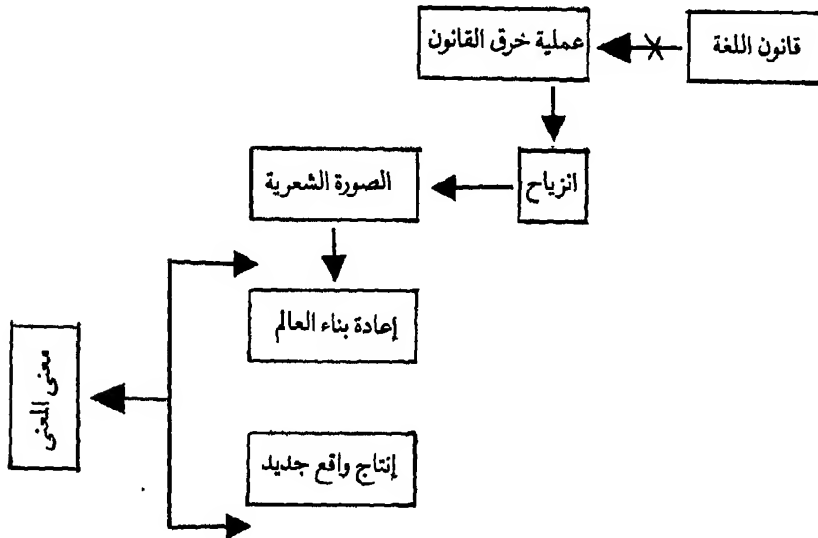 قانون اللغة
عملية خرق القانون
انزياح
الصورة الشعرية
إعادة بناء العالم
معنى المعنى
إنتاج واقع جديد